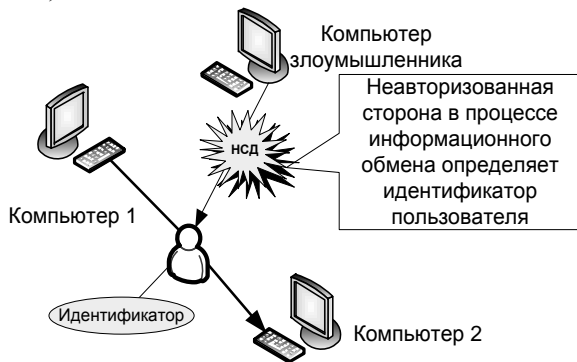 Компьютер
злоумышленника
Неавторизованная
сторона в процессе
информационного
обмена определяет
идентификатор
пользователя
НСД
Компьютер 1
Идентификатор
Компьютер 2